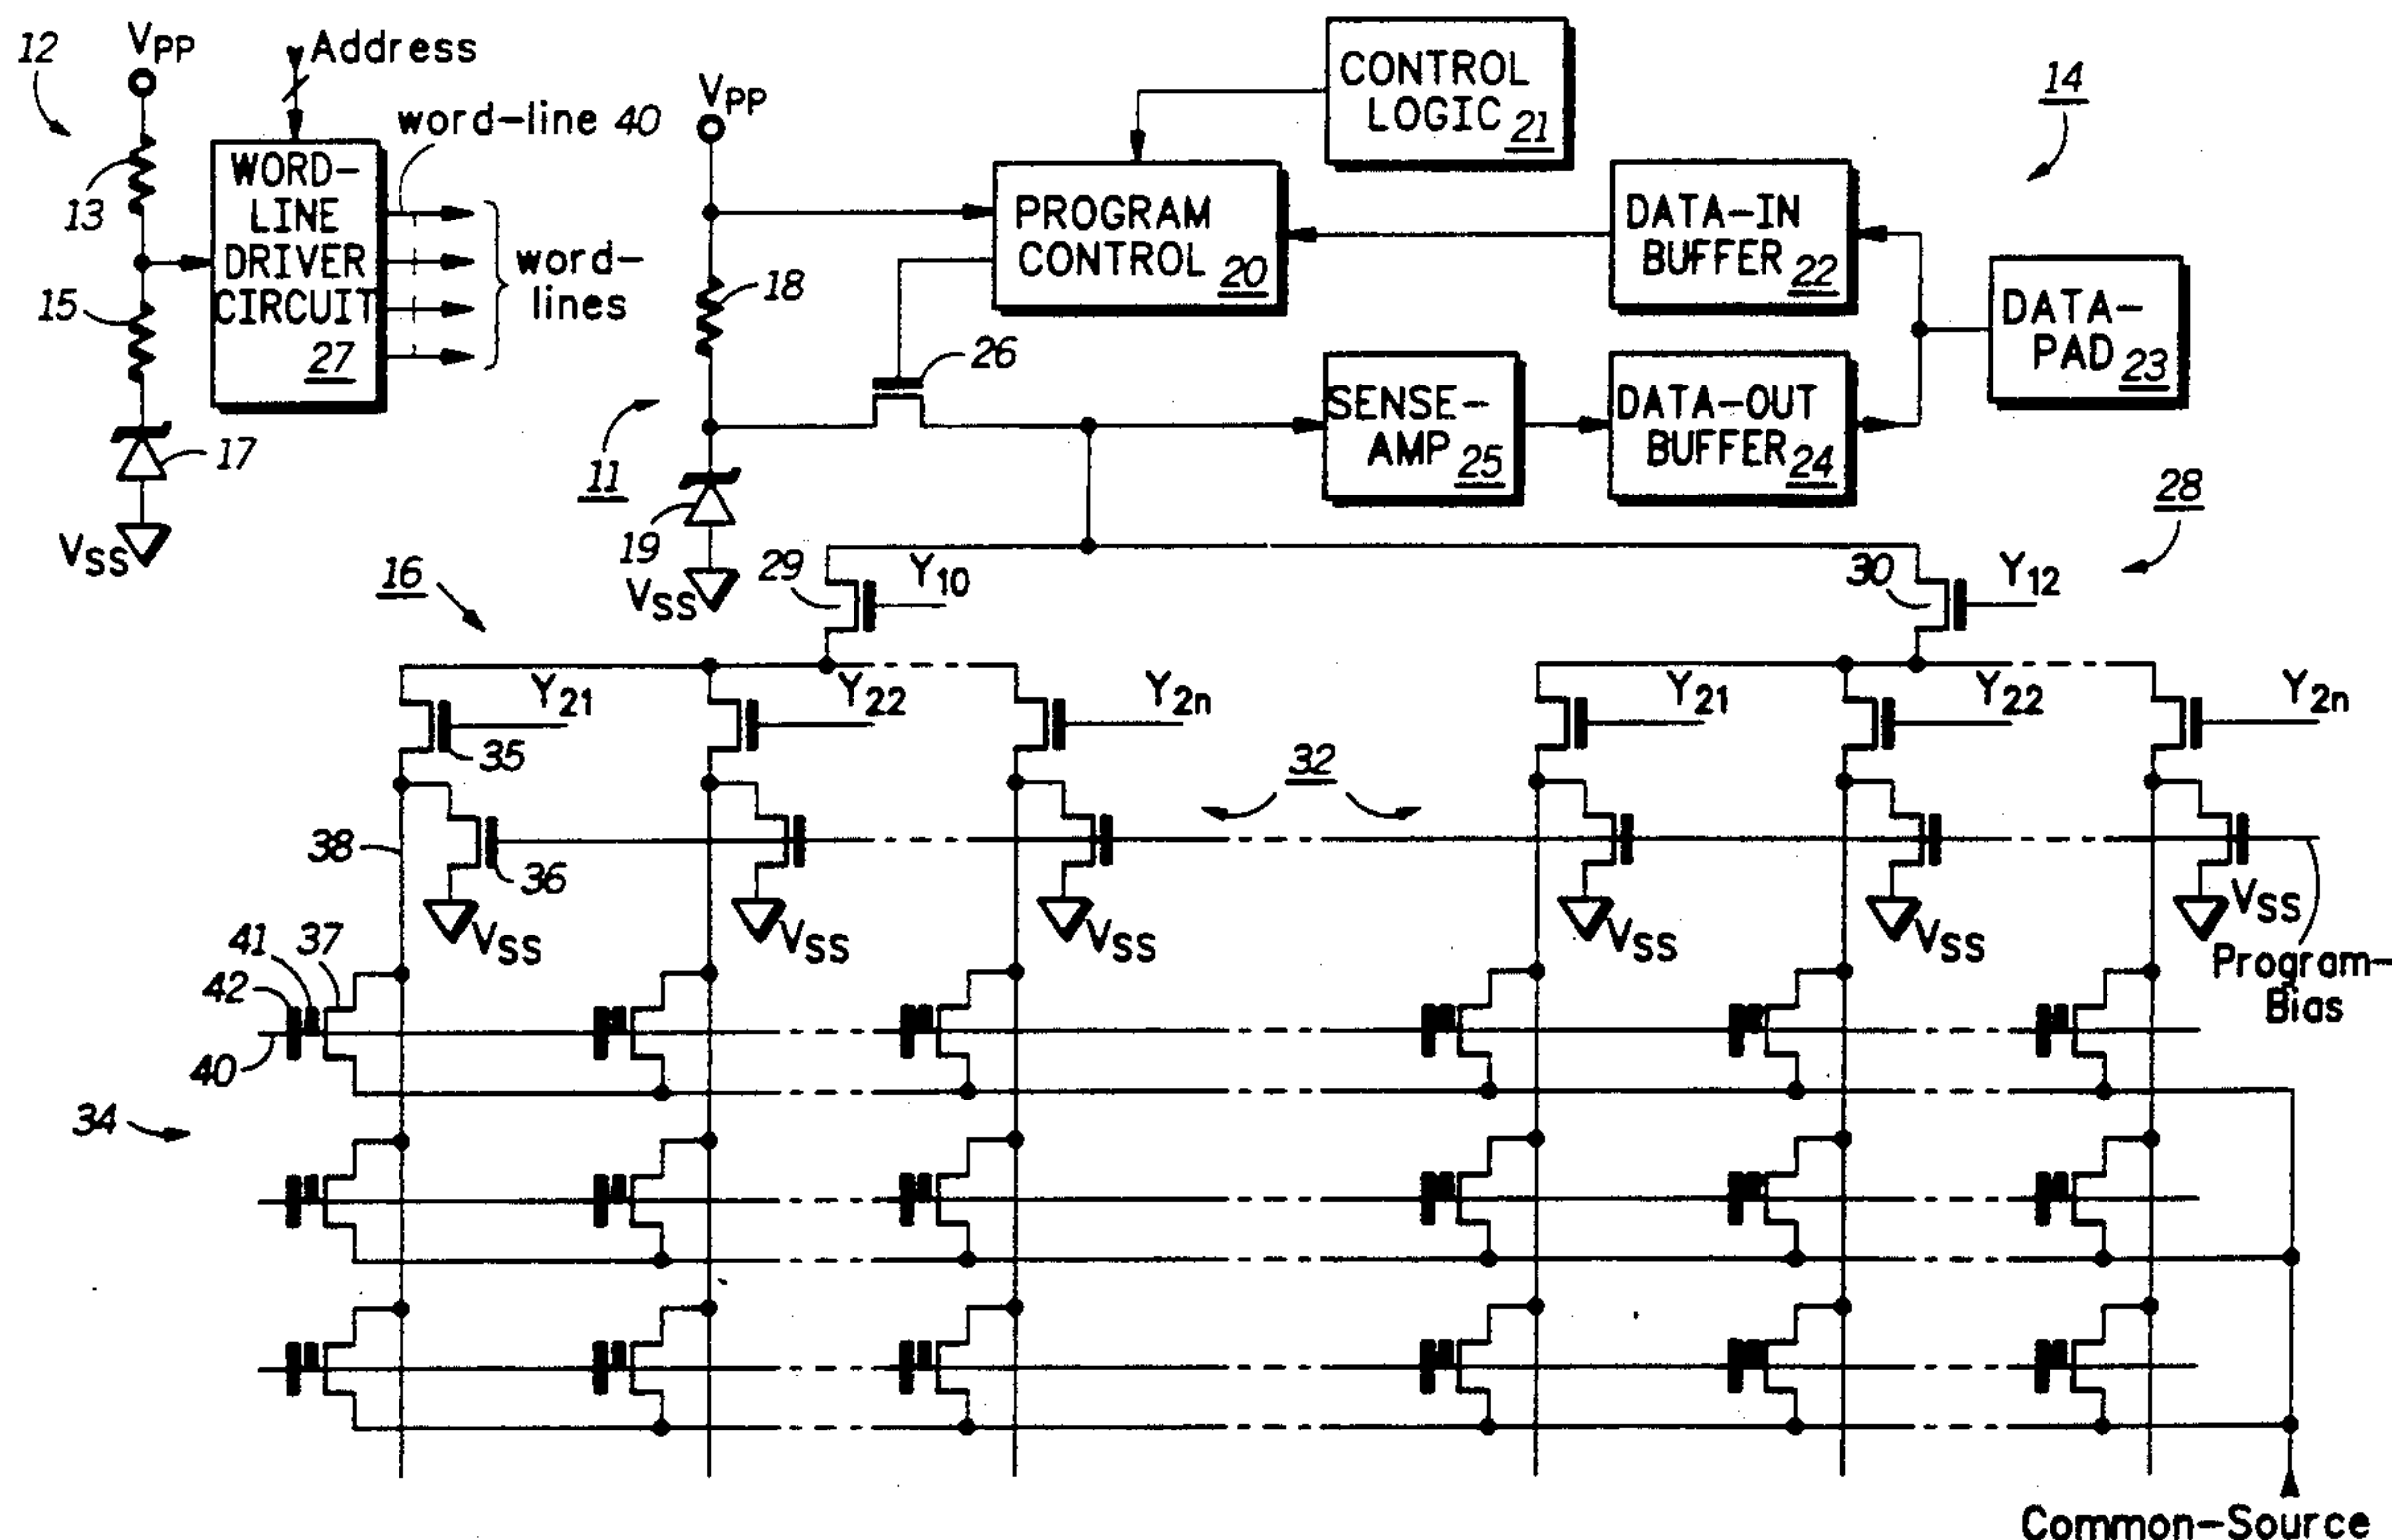 12
VPP
Address
word-line 40
13
WORD-
LINE
DRIVER
CIRCUIT
27
word-
lines
15
17
VSS
VPP
18
11
19
VSS
CONTROL
LOGIC 21
14
PROGRAM
CONTROL 20
DATA-IN
BUFFER 22
DATA-
PAD 23
26
SENSE-
AMP 25
DATA-OUT
BUFFER 24
28
16
29
Y10
30
Y12
Y21
Y22
Y2n
Y21
Y22
Y2n
35
32
38
36
VSS
VSS
VSS
VSS
VSS
VSS
Program-
Bias
41
37
42
40
34
Common-Source